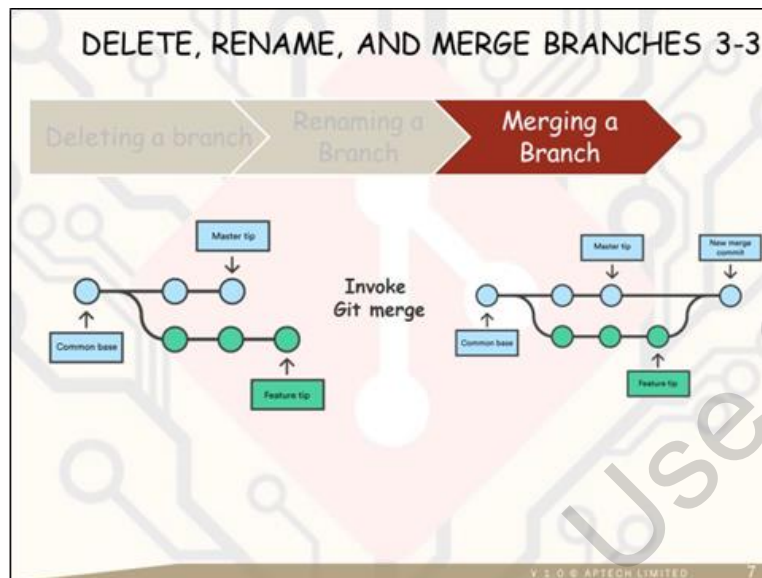 DELETE, RENAME, AND MERGE BRANCHES 3-3
Deleting a branch
Renaming a
Branch
Merging a
Branch
Master tip
Common base
Feature tip
Invoke
Git merge
Master tip
New merge
commit
Common base
Feature tip
Use
V 1.0 © APTECH LIMITED
7